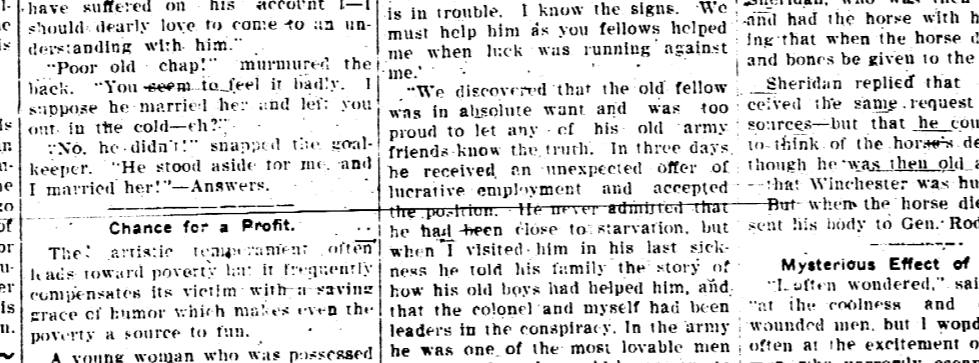 have suffered on his account I—I
should dearly love to come to an un-
derstanding with him."
"Poor old chap!" murmured the
back. "You seem to feel it badly. I
suppose he married her and left you
out in the cold—eh?"
"No, he didn't!" snapped the goal-
keeper. "He stood aside for me, and
I married her!"—Answers.
Chance for a Profit.
The artistic temperament often
leads toward poverty but it frequently
compensates its victim with a saving
grace of humor which makes even the
poverty a source to fun.
A young woman who was possessed
is in trouble. I know the signs. We
must help him as you fellows helped
me when luck was running against
me.'
"We discovered that the old fellow
was in absolute want and was too
proud to let any of his old army
friends know the truth. In three days
he received an unexpected offer of
lucrative employment and accepted
the position. He never admitted that
he had been close to starvation, but
when I visited him in his last sick-
ness he told his family the story of
how his old boys had helped him, and
that the colonel and myself had been
leaders in the conspiracy. In the army
he was one of the most lovable men
and had the horse with h
ing that when the horse d
and bones be given to the
Sheridan replied that
ceived the same request
sources—but that he cou
to think of the horse's de
though he was then old a
—that Winchester was hu
But when the horse die
sent his body to Gen. Rod
Mysterious Effect of
"I often wondered," sai
"at the coolness and
wounded men, but I wond
often at the excitement o